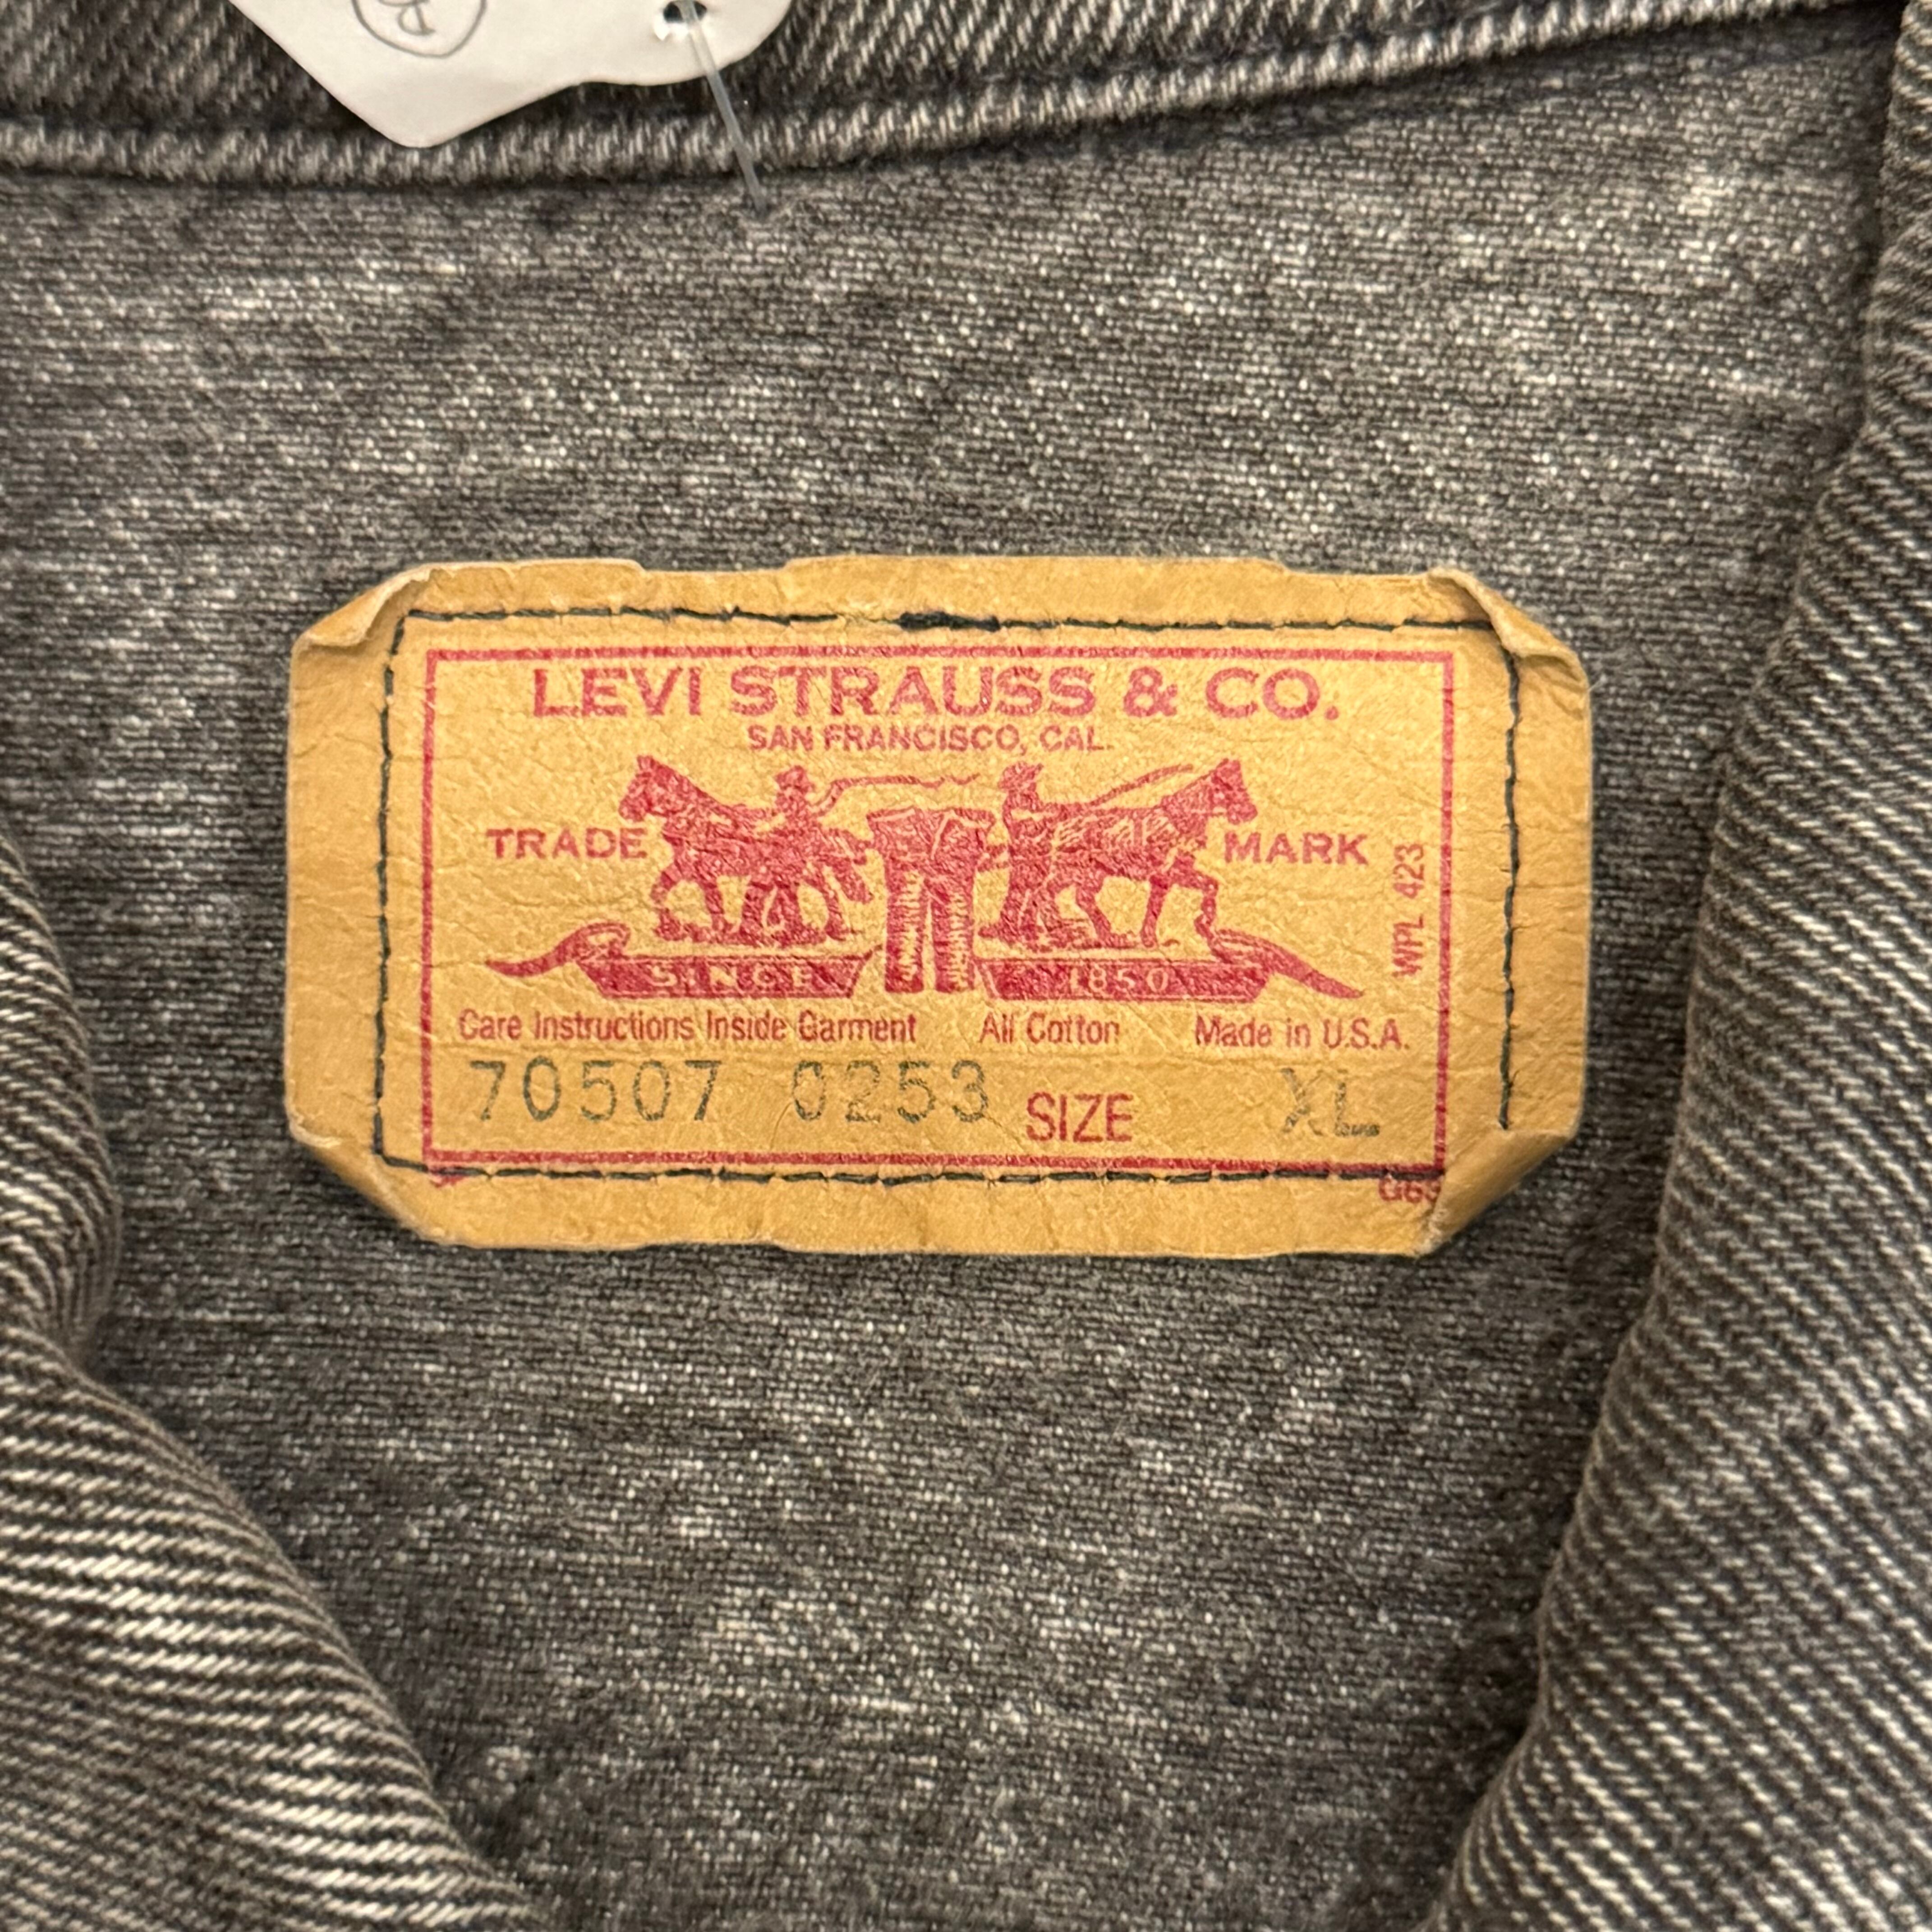 LEVI STRAUSS & CO.
SAN FRANCISCO, CAL.
TRADE MARK
WPL 423
SINCE 1850
Care Instructions Inside Garment All Cotton Made in U.S.A.
70507 0253 SIZE XL